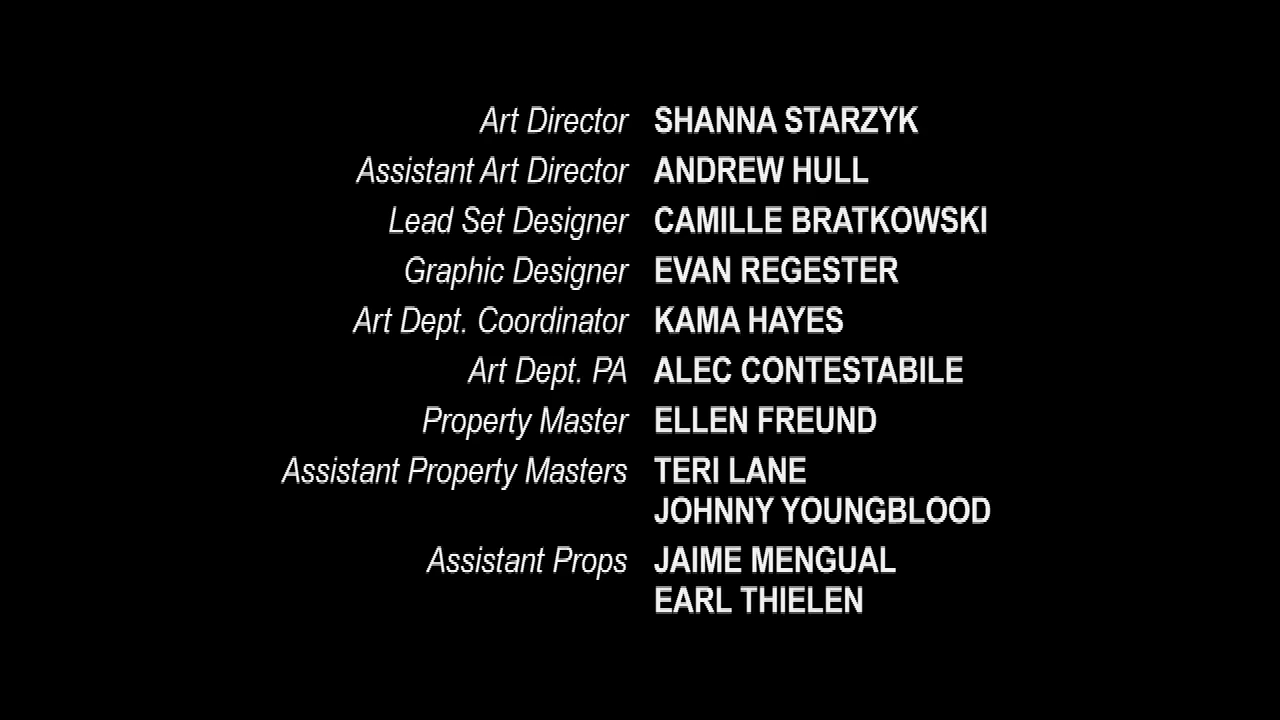 Art Director SHANNA STARZYK
Assistant Art Director ANDREW HULL
Lead Set Designer CAMILLE BRATKOWSKI
Graphic Designer EVAN REGESTER
Art Dept. Coordinator KAMA HAYES
Art Dept. PA ALEC CONTESTABILE
Property Master ELLEN FREUND
Assistant Property Masters TERI LANE
JOHNNY YOUNGBLOOD
Assistant Props JAIME MENGUAL
EARL THIELEN